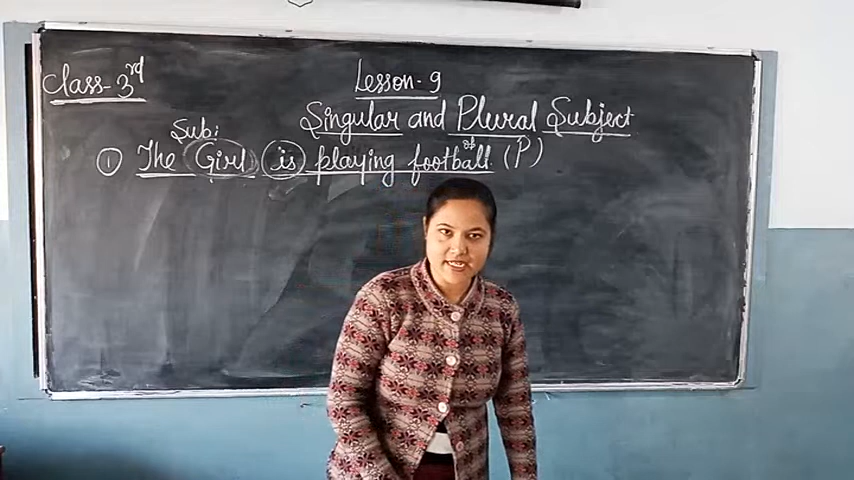 Class-3rd
Lesson-9
Singular and Plural Subject
Sub:
① The Girl is playing football. (P)
of